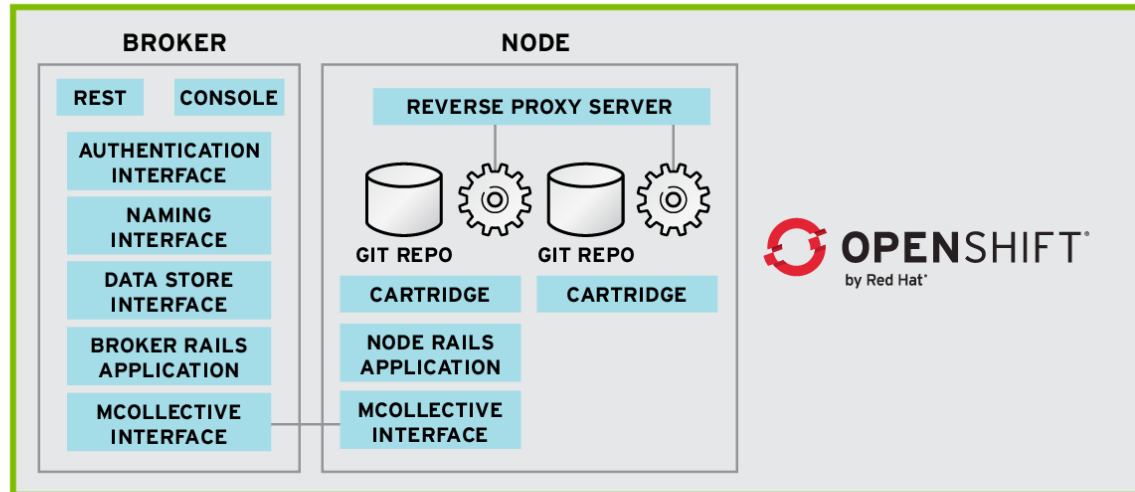 BROKER
REST
CONSOLE
AUTHENTICATION
INTERFACE
NAMING
INTERFACE
DATA STORE
INTERFACE
BROKER RAILS
APPLICATION
MCOLLECTIVE
INTERFACE
NODE
REVERSE PROXY SERVER
GIT REPO
GIT REPO
CARTRIDGE
CARTRIDGE
NODE RAILS
APPLICATION
MCOLLECTIVE
INTERFACE
OPENSHIFT
by Red Hat